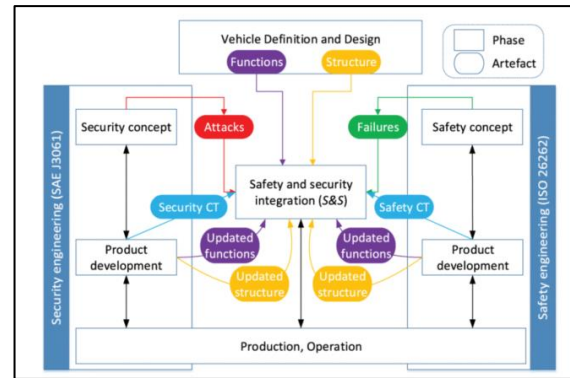 Vehicle Definition and Design
Functions
Structure
Phase
Artefact
Security engineering (SAE J3061)
Security concept
Attacks
Failures
Safety concept
Safety and security
integration (S&S)
Security CT
Safety CT
Updated
functions
Updated
functions
Product
development
Product
development
Updated
structure
Updated
structure
Production, Operation
Safety engineering (ISO 26262)